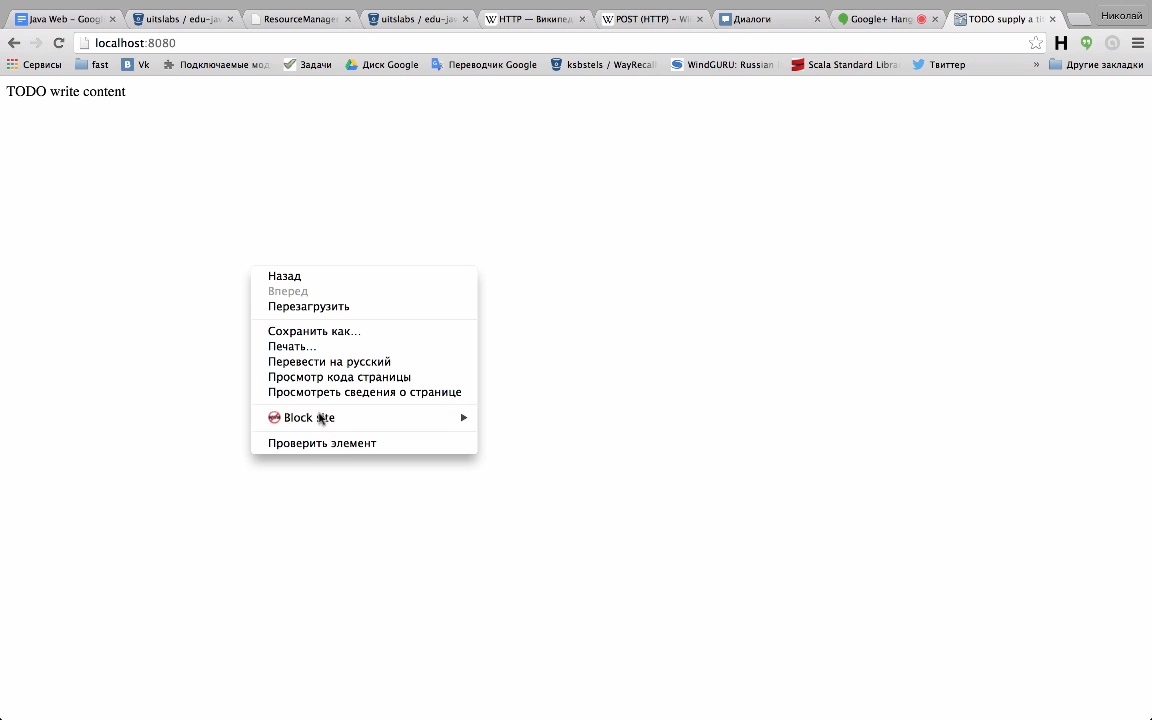 Java Web – Googl
uitslabs / edu-jav
ResourceManage
uitslabs / edu-jav
HTTP — Википед
POST (HTTP) – Wi
Диалоги
Google+ Hang
TODO supply a ti
Николай
localhost:8080
Сервисы
fast
Vk
Подключаемые мод
Задачи
Диск Google
Переводчик Google
ksbstels / WayRecall
WindGURU: Russian
Scala Standard Libra
Твиттер
»
Другие закладки
TODO write content
Назад
Вперед
Перезагрузить
Сохранить как...
Печать...
Перевести на русский
Просмотр кода страницы
Просмотреть сведения о странице
Block site
Проверить элемент